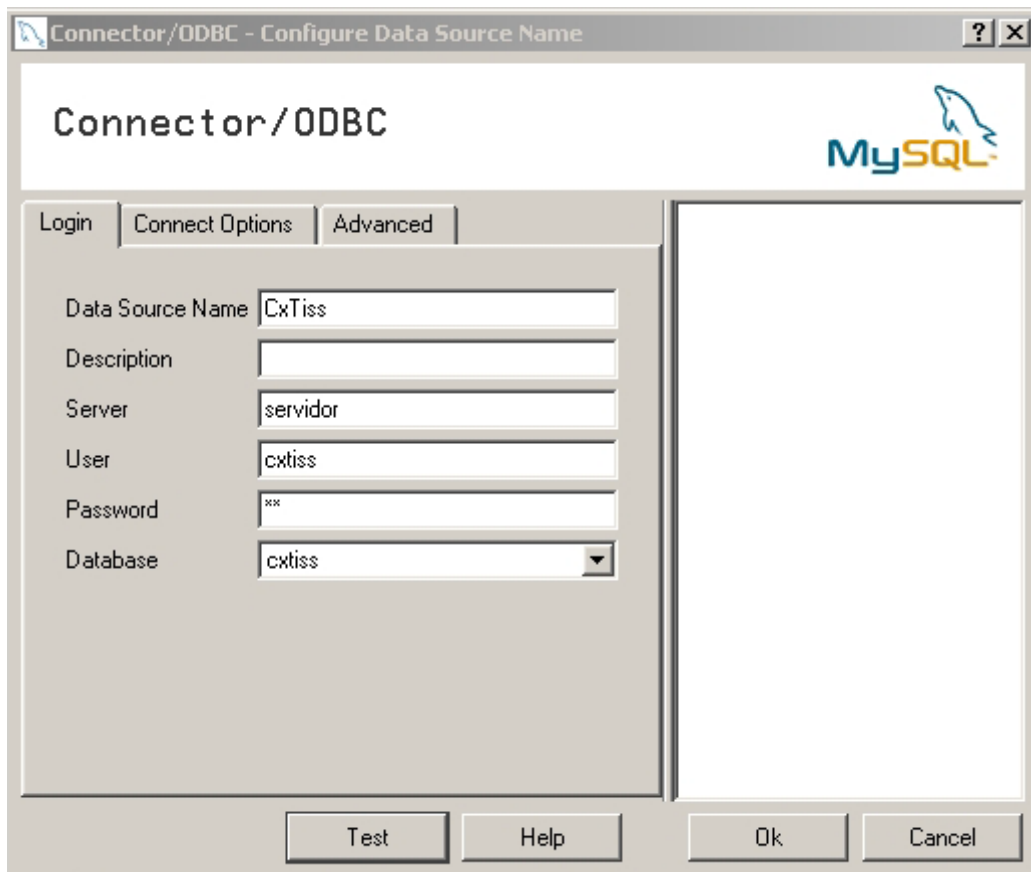 Connector/ODBC - Configure Data Source Name
Connector/ODBC
MySQL
Login Connect Options Advanced
Data Source Name CxTiss
Description
Server servidor
User cxtiss
Password **
Database cxtiss
Test Help Ok Cancel